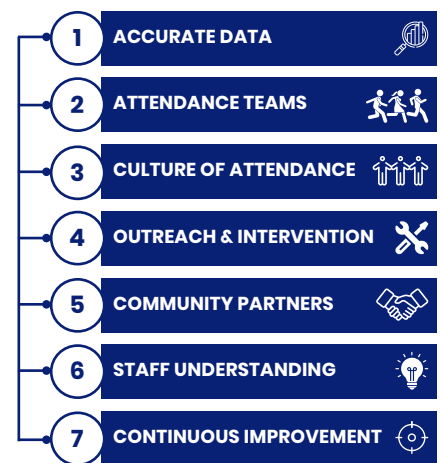 1 ACCURATE DATA
2 ATTENDANCE TEAMS
3 CULTURE OF ATTENDANCE
4 OUTREACH & INTERVENTION
5 COMMUNITY PARTNERS
6 STAFF UNDERSTANDING
7 CONTINUOUS IMPROVEMENT